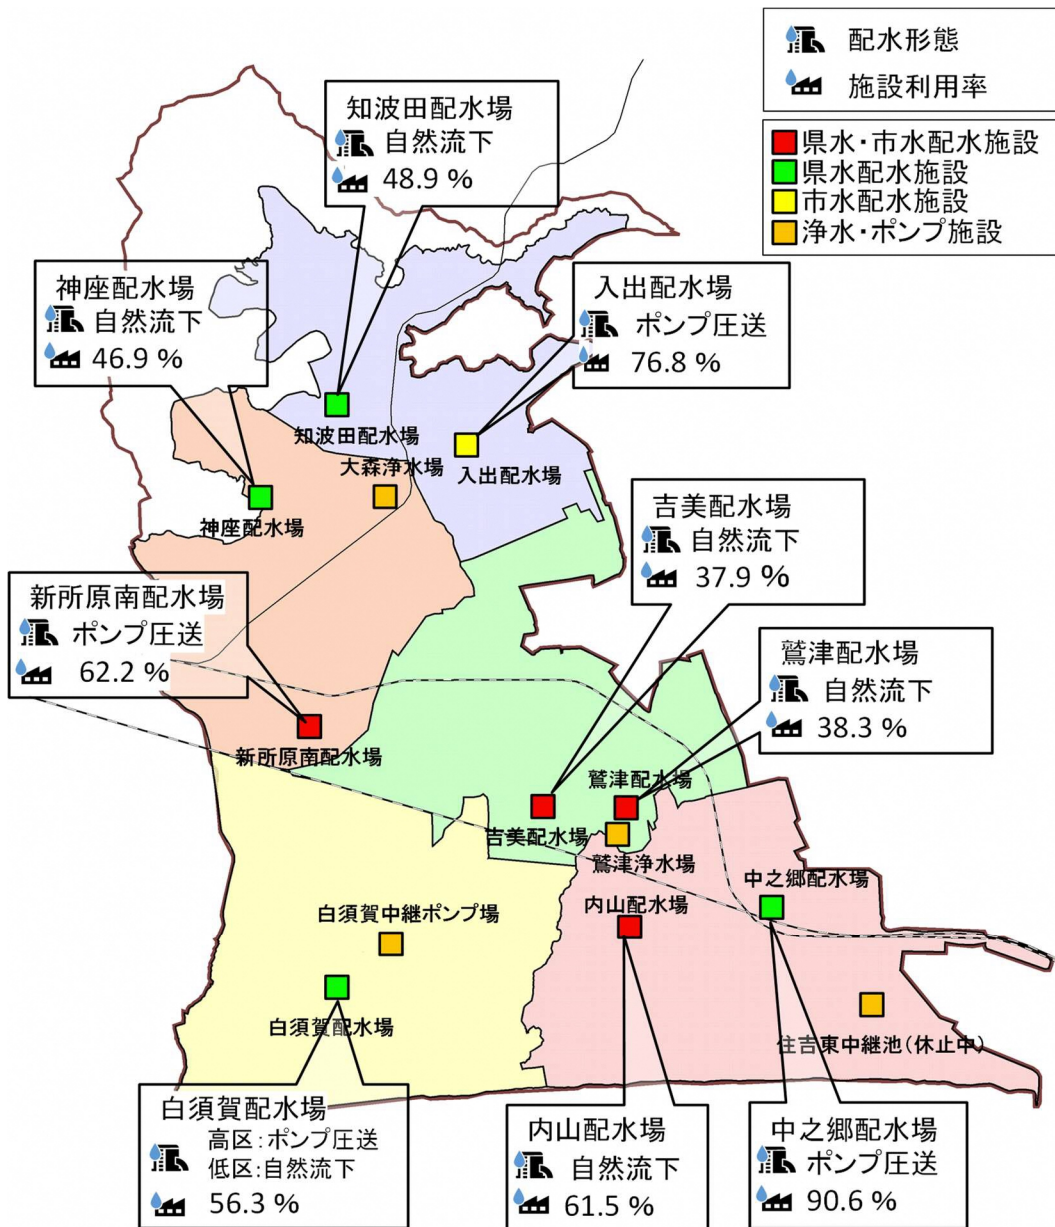 配水形態
施設利用率
県水・市水配水施設
県水配水施設
市水配水施設
浄水・ポンプ施設
知波田配水場
自然流下
48.9 %
神座配水場
自然流下
46.9 %
入出配水場
ポンプ圧送
76.8 %
知波田配水場
大森浄水場
入出配水場
神座配水場
吉美配水場
自然流下
37.9 %
新所原南配水場
ポンプ圧送
62.2 %
鷲津配水場
自然流下
38.3 %
新所原南配水場
鷲津配水場
吉美配水場
鷲津浄水場
中之郷配水場
内山配水場
白須賀中継ポンプ場
白須賀配水場
住吉東中継池(休止中)
白須賀配水場
高区:ポンプ圧送
低区:自然流下
56.3 %
内山配水場
自然流下
61.5 %
中之郷配水場
ポンプ圧送
90.6 %